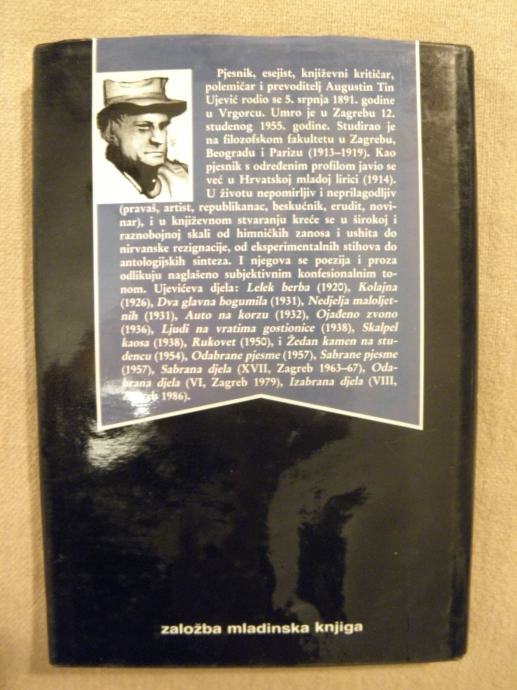 Pjesnik, esejist, književni kritičar,
polemičar i prevoditelj Augustin Tin
Ujević rodio se 5. srpnja 1891. godine
u Vrgorcu. Umro je u Zagrebu 12.
studenog 1955. godine. Studirao je
na filozofskom fakultetu u Zagrebu,
Beogradu i Parizu (1913–1919). Kao
pjesnik s određenim profilom javio se
već u Hrvatskoj mladoj lirici (1914).
U životu nepomirljiv i neprilagodljiv
(pravaš, artist, republikanac, beskućnik, erudit, novi-
nar), i u književnom stvaranju kreće se u širokoj i
raznobojnoj skali od himničkih zanosa i ushita do
nirvanske rezignacije, od eksperimentalnih stihova do
antologijskih sinteza. I njegova se poezija i proza
odlikuju naglašeno subjektivnim konfesionalnim to-
nom. Ujevićeva djela: Lelek berba (1920), Kolajna
(1926), Dva glavna bogumila (1931), Nedjelja maloljet-
nih (1931), Auto na korzu (1932), Ojađeno zvono
(1936), Ljudi na vratima gostionice (1938), Skalpel
kaosa (1938), Rukovet (1950), i Žedan kamen na stu-
dencu (1954), Odabrane pjesme (1957), Sabrane pjesme
(1957), Sabrana djela (XVII, Zagreb 1963–67), Oda-
brana djela (VI, Zagreb 1979), Izabrana djela (VIII,
Zagreb 1986).
založba mladinska knjiga